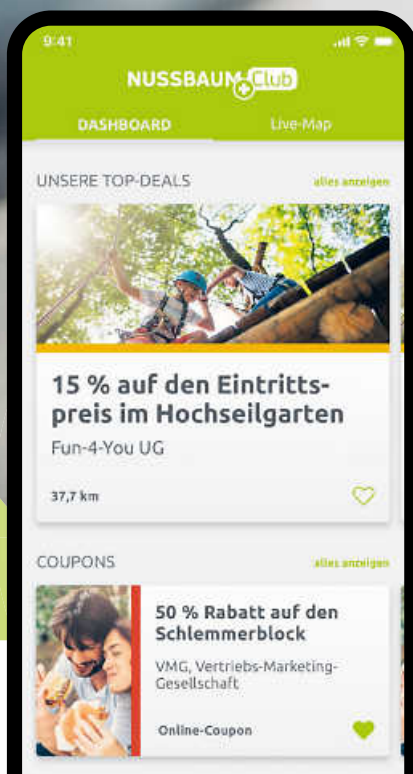 9:41
NUSSBAUM Club
DASHBOARD Live-Map
UNSERE TOP-DEALS alles anzeigen
15 % auf den Eintritts-
preis im Hochseilgarten
Fun-4-You UG
37,7 km
COUPONS alles anzeigen
50 % Rabatt auf den
Schlemmerblock
VMG, Vertriebs-Marketing-
Gesellschaft
Online-Coupon